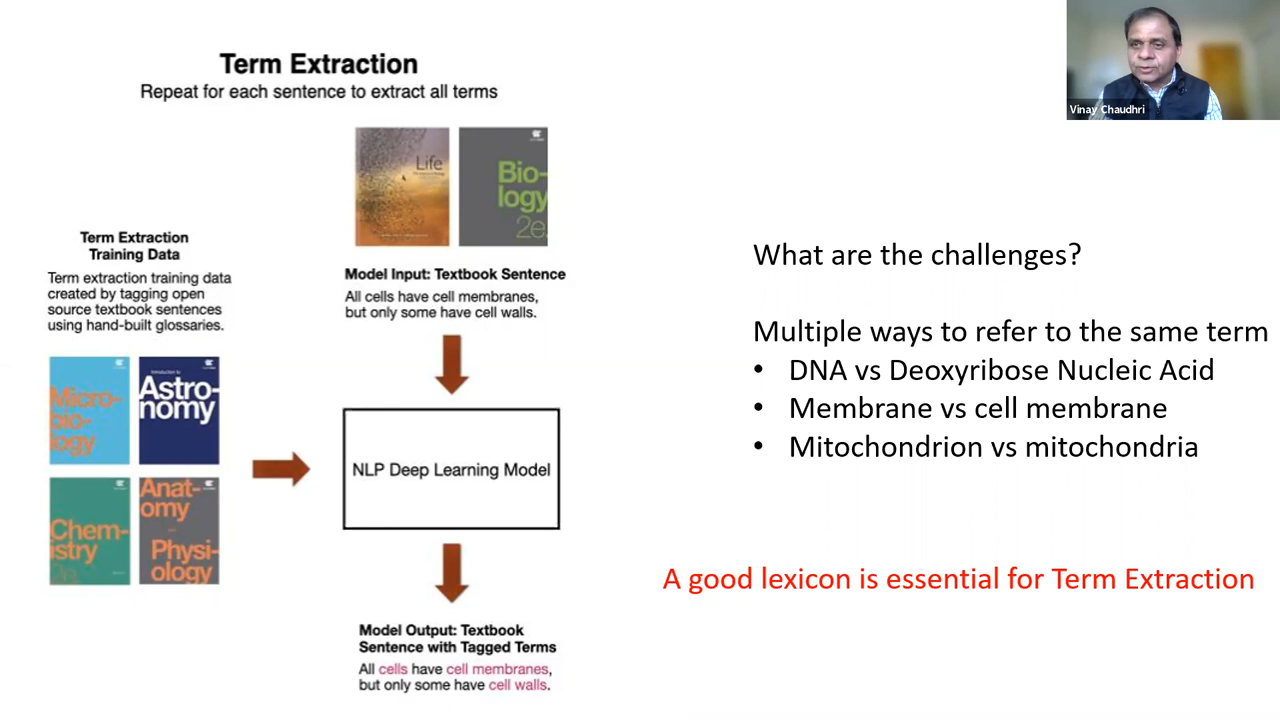 Term Extraction
Repeat for each sentence to extract all terms
Vinay Chaudhri
Life
Bio-
logy
2e
Term Extraction
Training Data
Term extraction training data
created by tagging open
source textbook sentences
using hand-built glossaries.
Micro-
bio-
logy
Introduction to
Astro-
nomy
Chem-
istry
Anat-
omy
Physi-
ology
Model Input: Textbook Sentence
All cells have cell membranes,
but only some have cell walls.
NLP Deep Learning Model
Model Output: Textbook
Sentence with Tagged Terms
All cells have cell membranes,
but only some have cell walls.
What are the challenges?
Multiple ways to refer to the same term
• DNA vs Deoxyribose Nucleic Acid
• Membrane vs cell membrane
• Mitochondrion vs mitochondria
A good lexicon is essential for Term Extraction